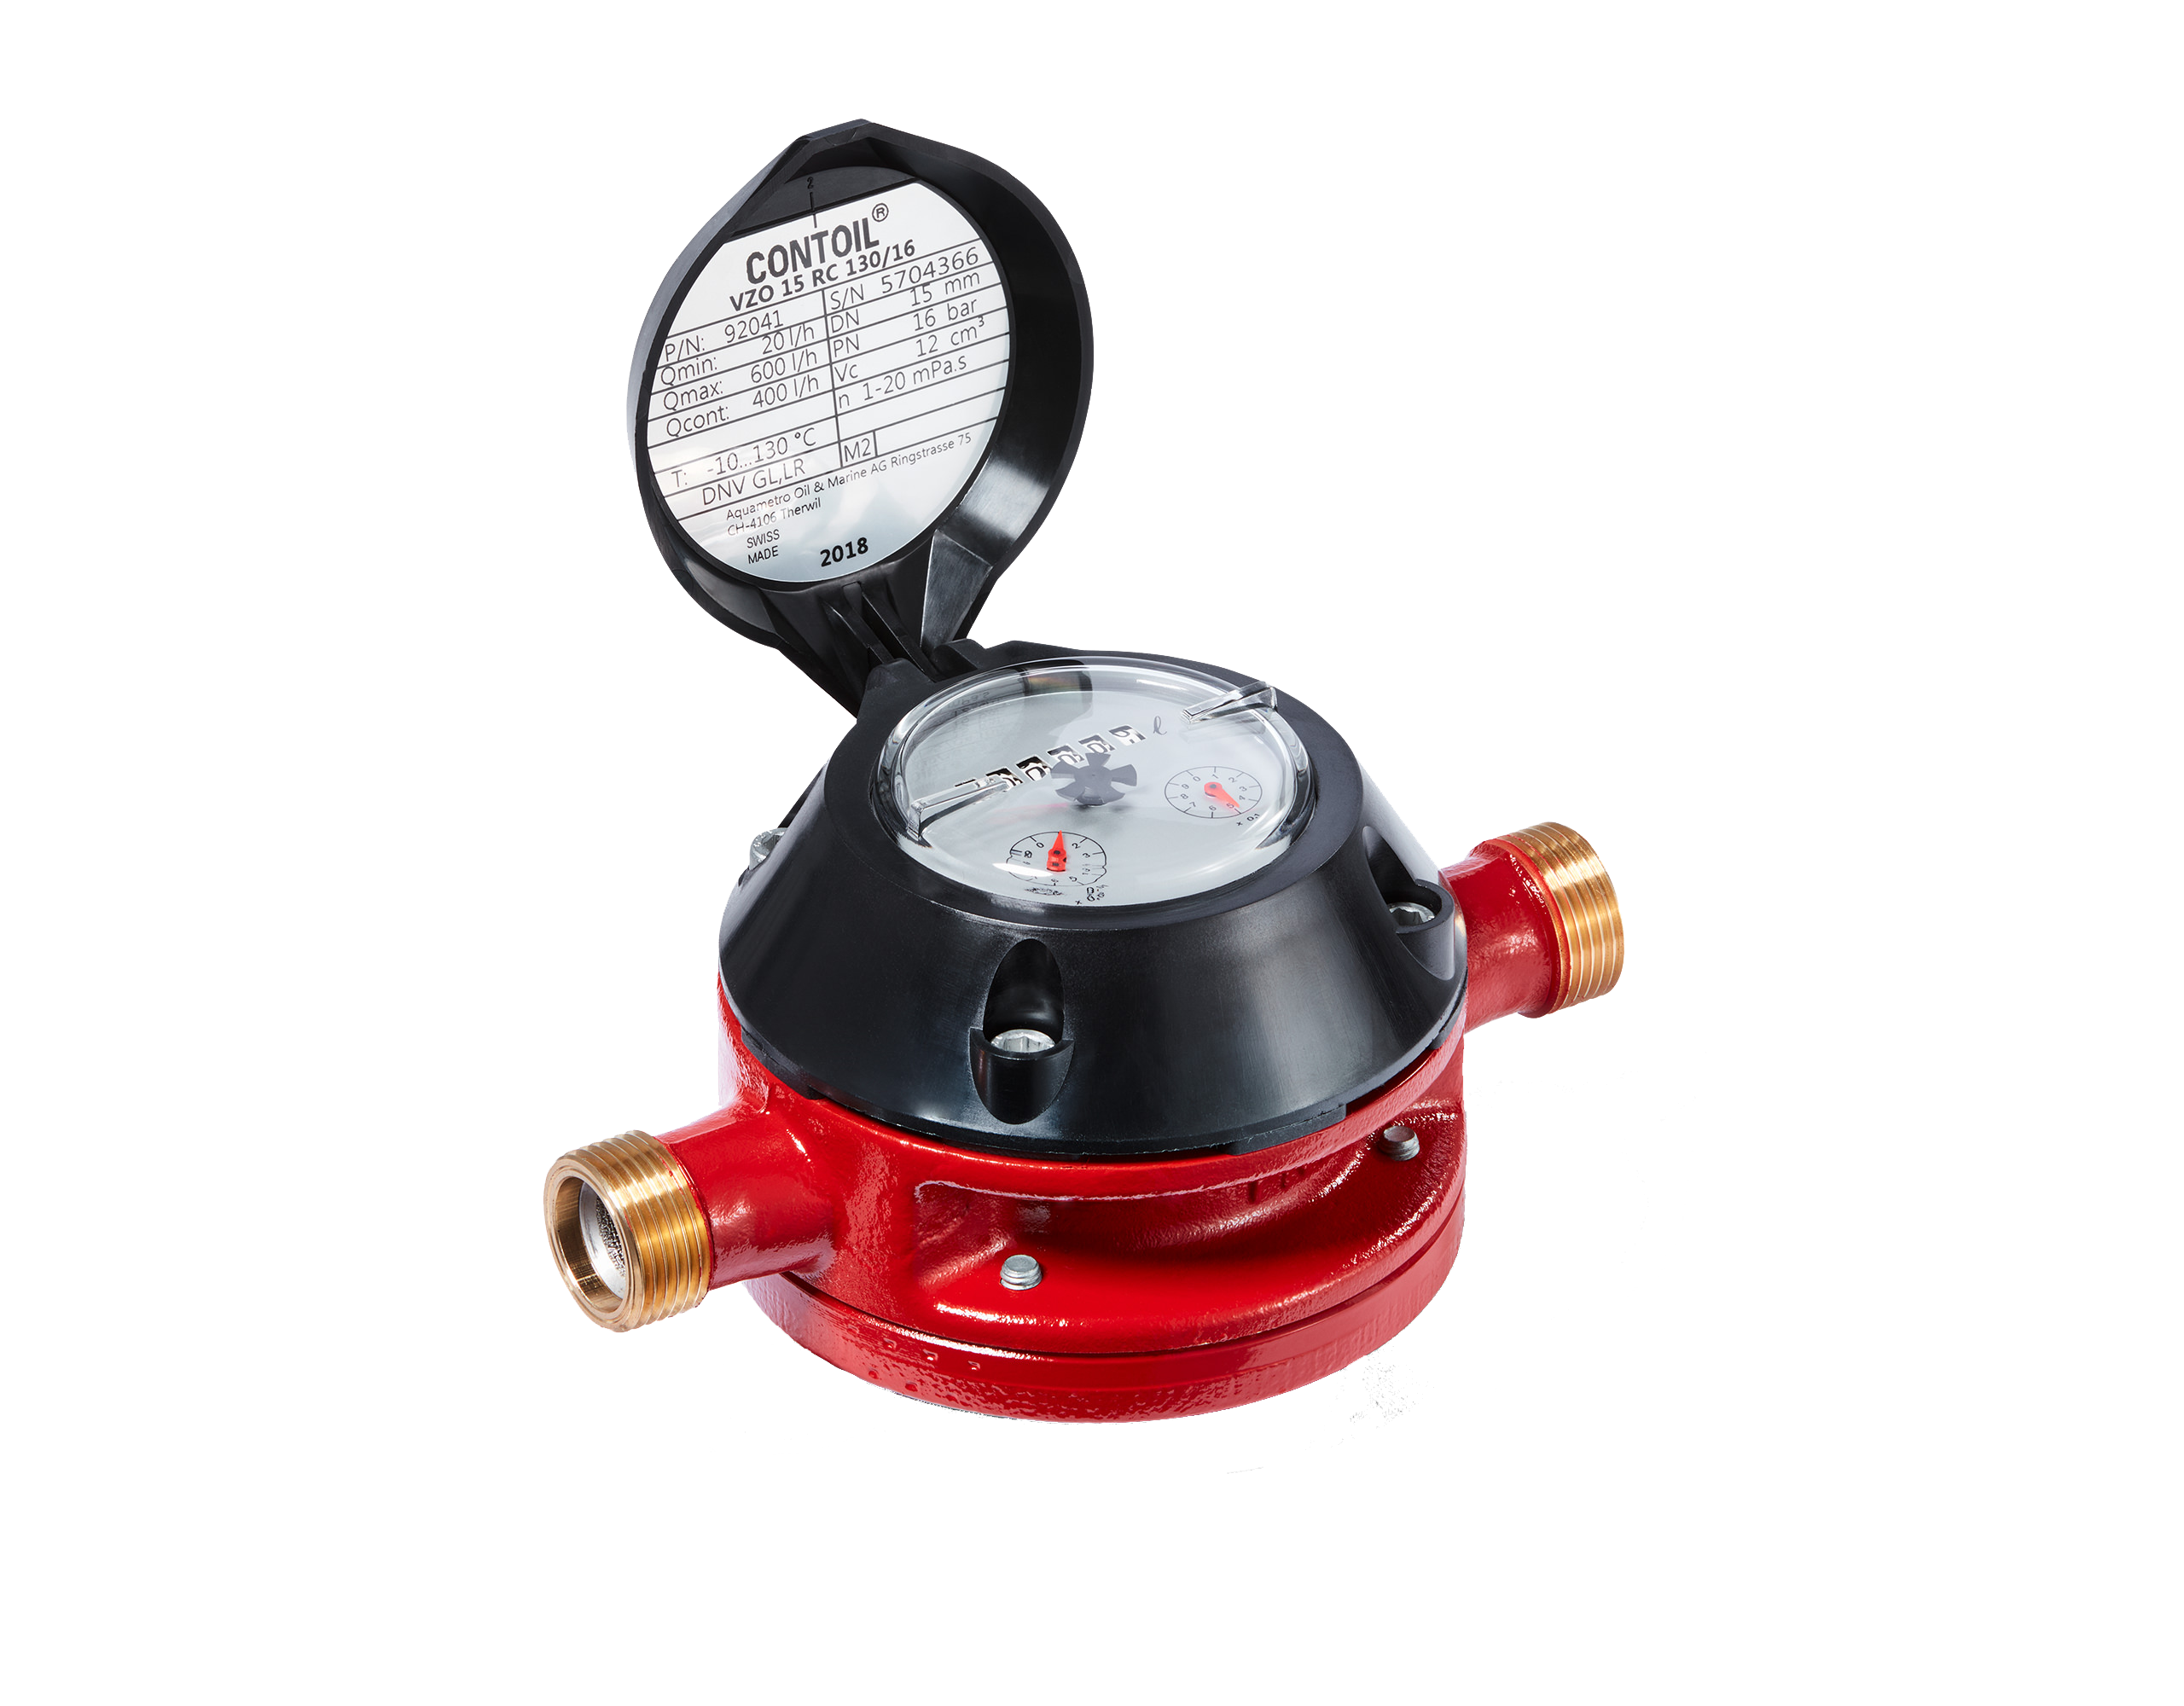 CONTOIL®
VZO 15 RC 130/16
P/N: 92041 S/N 5704366
Qmin: 20 l/h DN 15 mm
Qmax: 600 l/h PN 16 bar
Qcont: 400 l/h Vc 12 cm³
n 1-20 mPa.s
T: -10...130 °C
DNV GL,LR M2
Aquametro Oil & Marine AG Ringstrasse 75
CH-4106 Therwil
SWISS
MADE
2018
ℓ
x 0.1